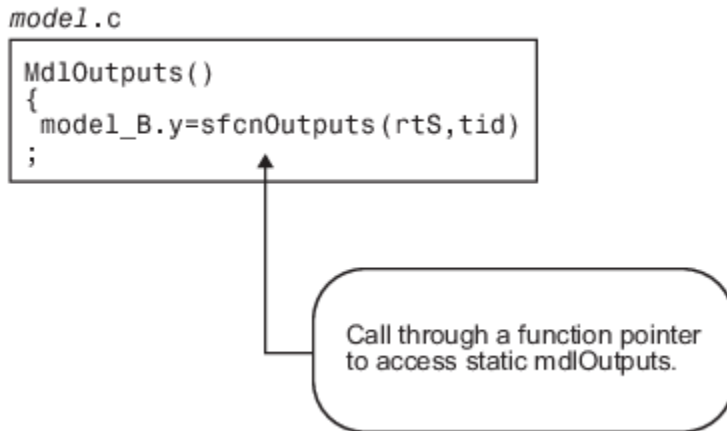 model.c
MdlOutputs()
{
model_B.y=sfcnOutputs(rtS,tid)
;
Call through a function pointer
to access static mdlOutputs.